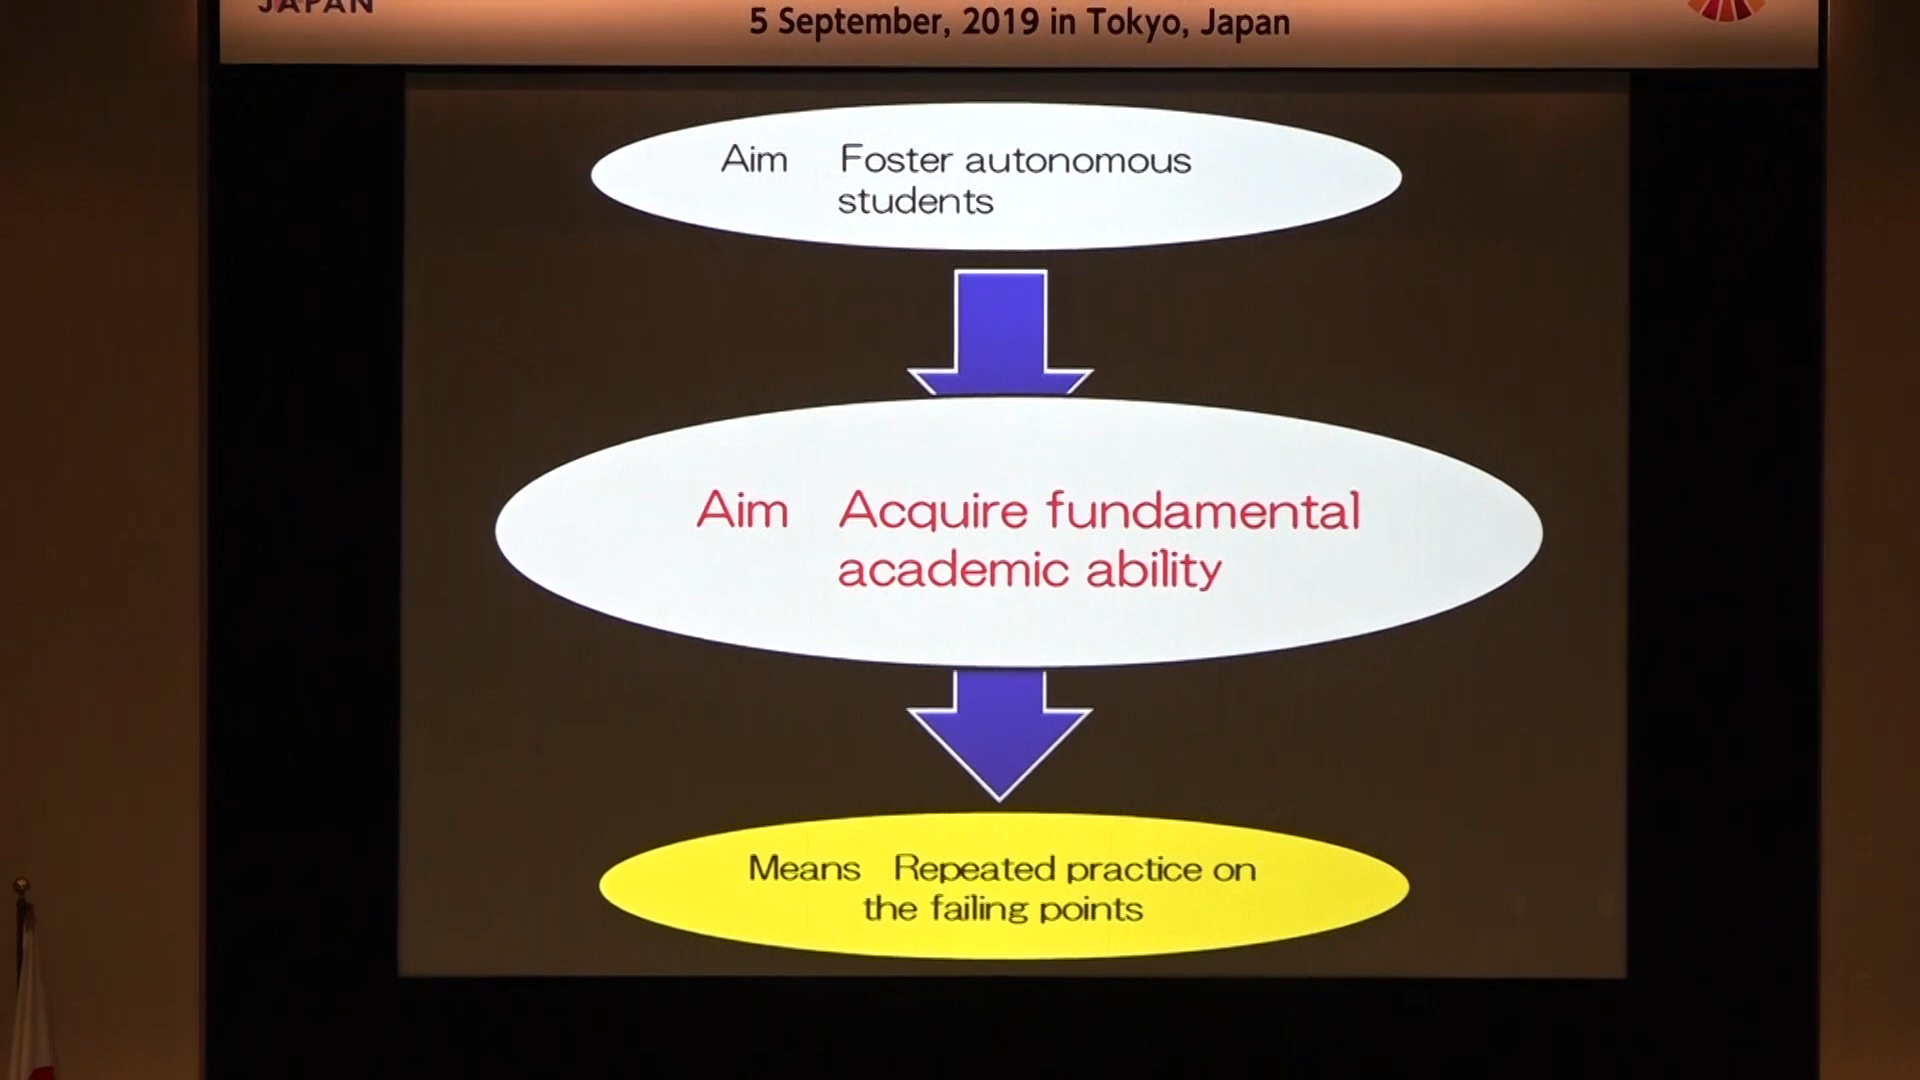 JAPAN
5 September, 2019 in Tokyo, Japan
Aim Foster autonomous
students
Aim Acquire fundamental
academic ability
Means Repeated practice on
the failing points